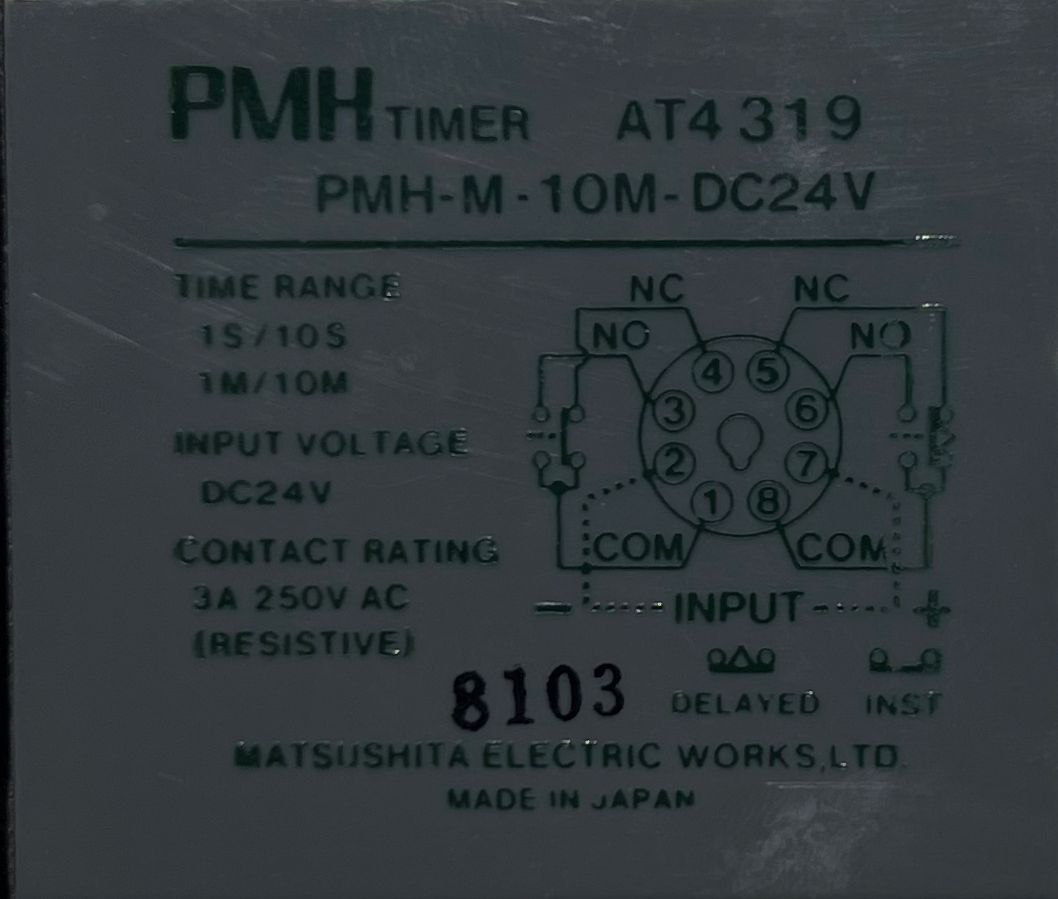 PMH TIMER AT4319
PMH-M-10M-DC24V
TIME RANGE
1S/10S
1M/10M
INPUT VOLTAGE
DC24V
CONTACT RATING
3A 250V AC
(RESISTIVE)
NC NC
NO NO
4 5
3 6
2 7
1 8
COM COM
− INPUT +
DELAYED INST
8103
MATSUSHITA ELECTRIC WORKS,LTD.
MADE IN JAPAN